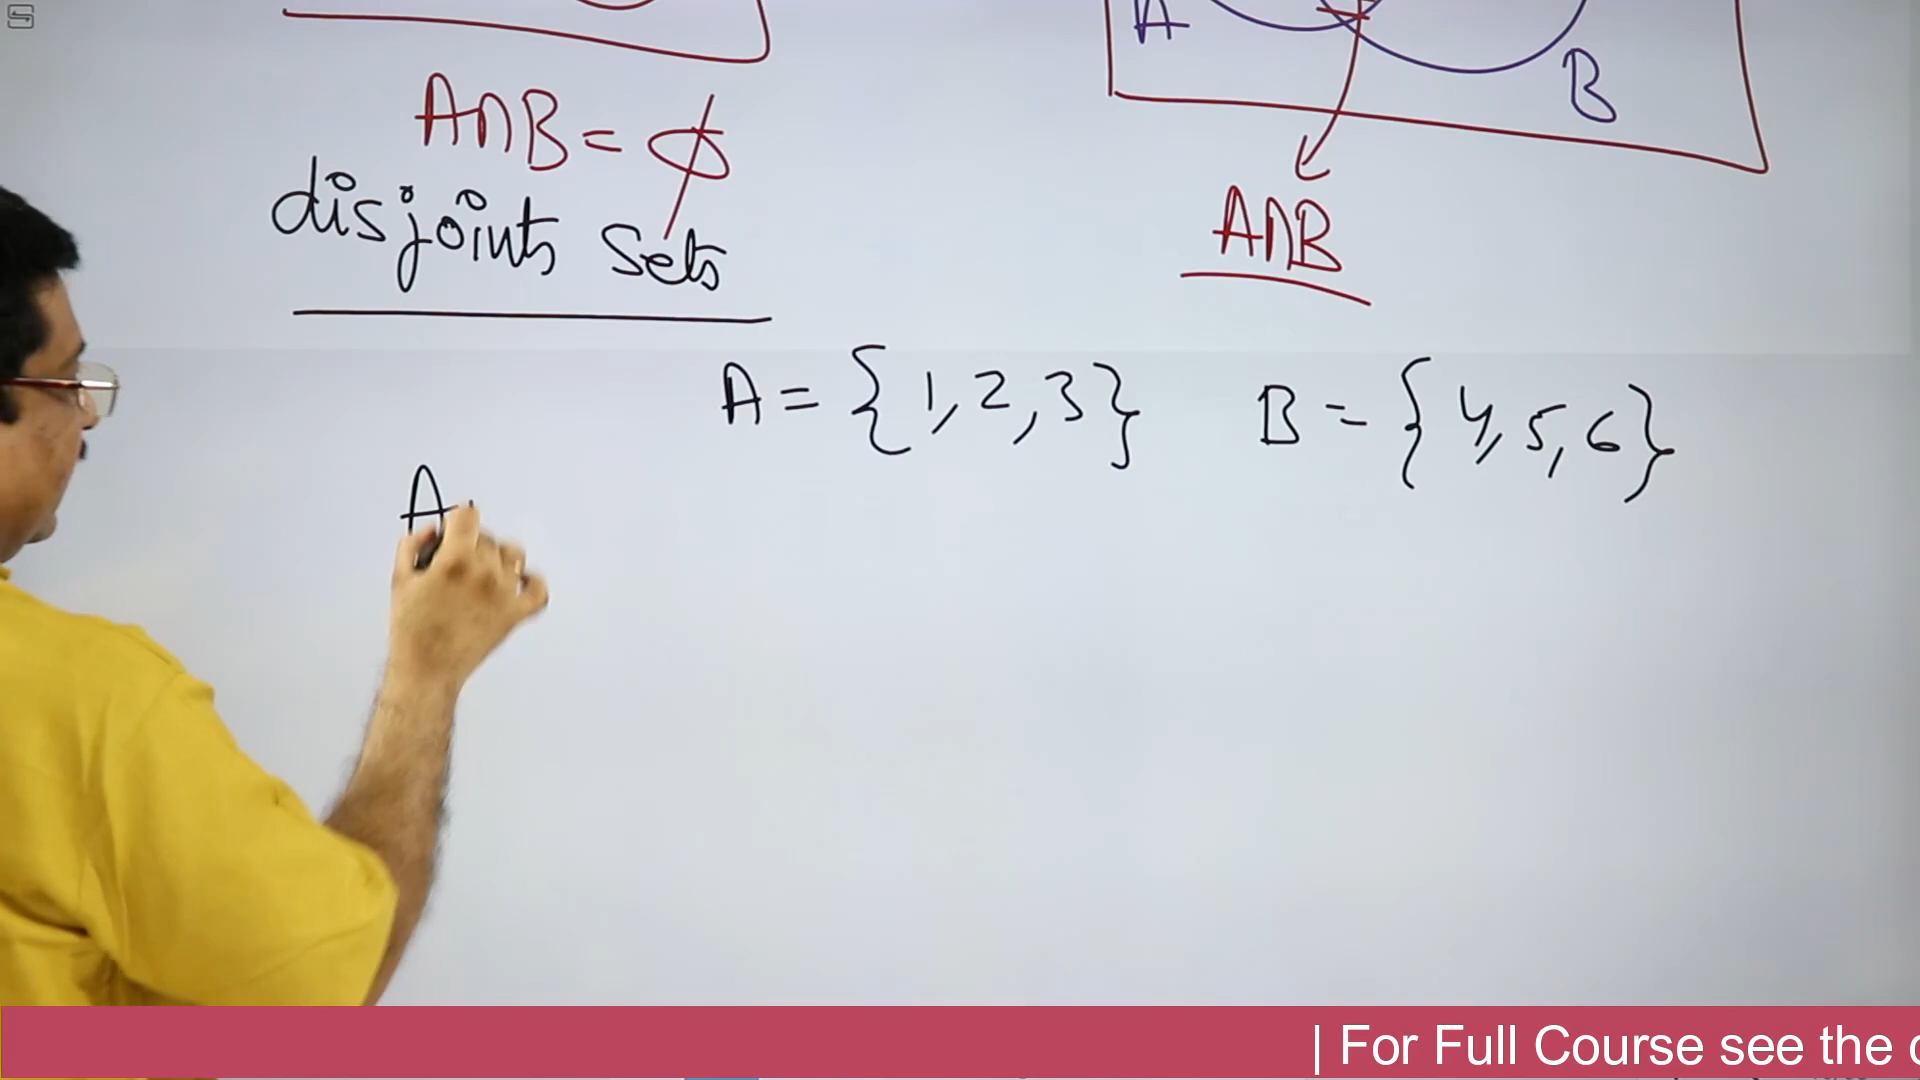 A
B
A∩B = ϕ
disjoints Sets
A∩B
A = {1, 2, 3} B = {4, 5, 6}
A
| For Full Course see the